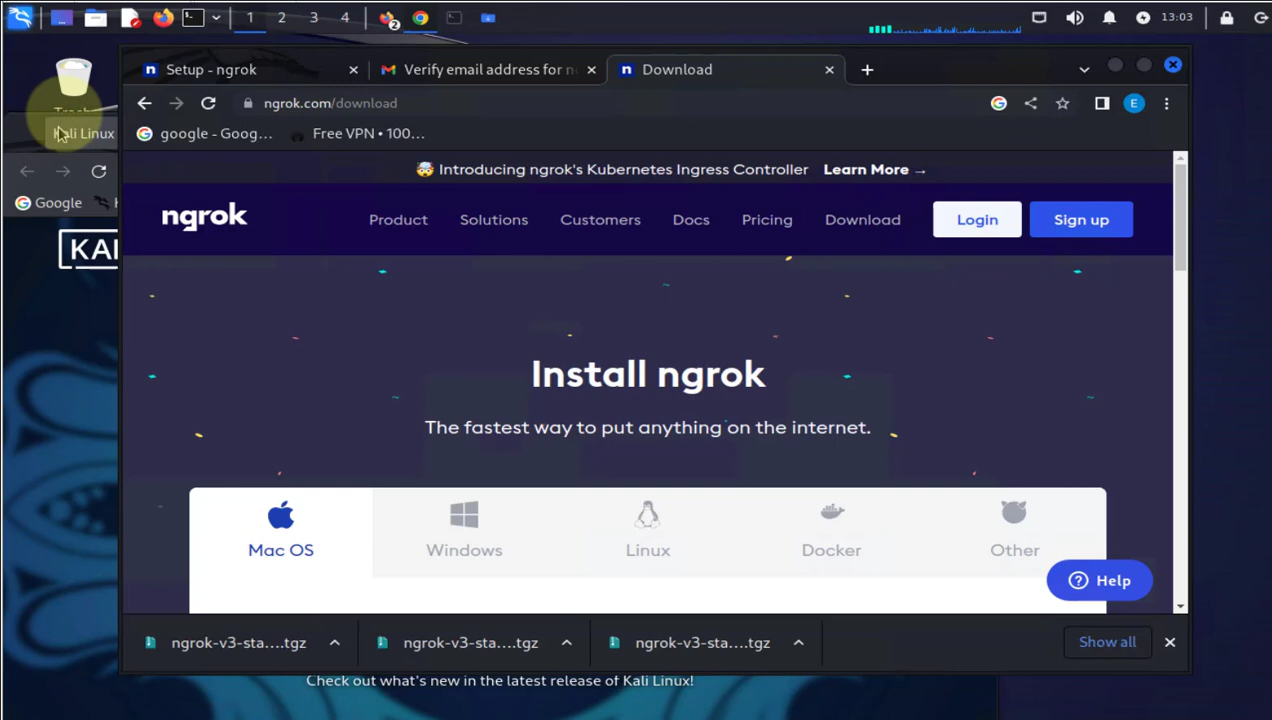 1 2 3 4 2 13:03
Setup - ngrok Verify email address for n Download
ngrok.com/download E
google - Goog... Free VPN • 100...
Kali Linux
Google
KAL
Introducing ngrok's Kubernetes Ingress Controller Learn More →
ngrok Product Solutions Customers Docs Pricing Download Login Sign up
Install ngrok
The fastest way to put anything on the internet.
Mac OS Windows Linux Docker Other
Help
ngrok-v3-sta....tgz ngrok-v3-sta....tgz ngrok-v3-sta....tgz Show all
Check out what's new in the latest release of Kali Linux!